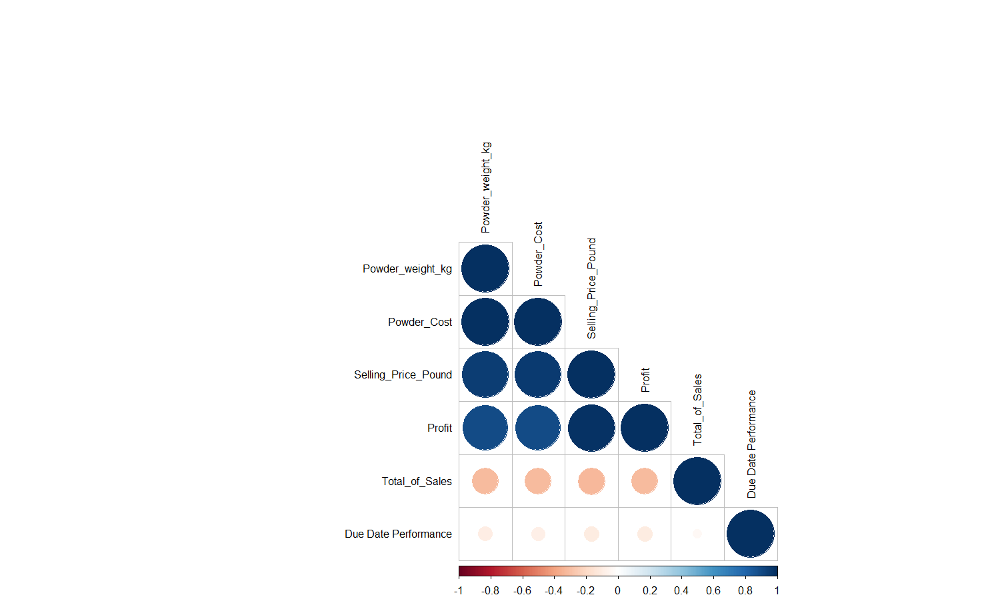 Powder_weight_kg
Powder_Cost
Selling_Price_Pound
Profit
Total_of_Sales
Due Date Performance
Powder_weight_kg
Powder_Cost
Selling_Price_Pound
Profit
Total_of_Sales
Due Date Performance
-1 -0.8 -0.6 -0.4 -0.2 0 0.2 0.4 0.6 0.8 1